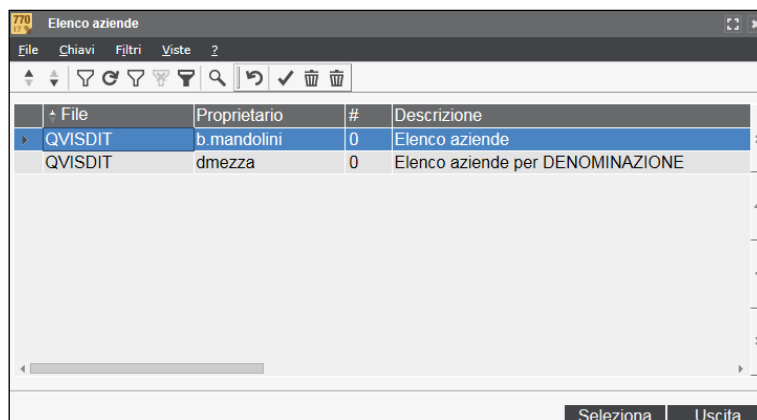 770
17 Elenco aziende
File Chiavi Filtri Viste ?
File Proprietario # Descrizione
QVISDIT b.mandolini 0 Elenco aziende
QVISDIT dmezza 0 Elenco aziende per DENOMINAZIONE
Seleziona Uscita